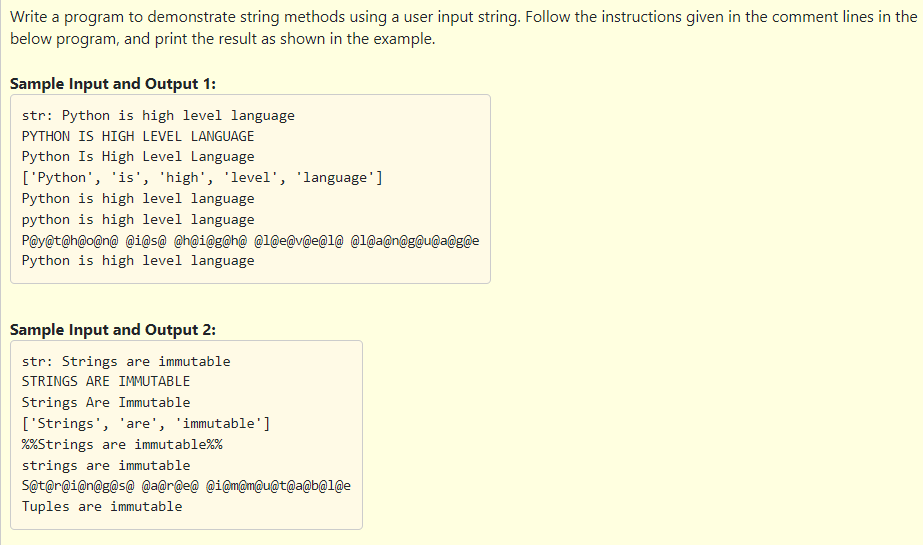 Write a program to demonstrate string methods using a user input string. Follow the instructions given in the comment lines in the
below program, and print the result as shown in the example.
Sample Input and Output 1:
str: Python is high level language
PYTHON IS HIGH LEVEL LANGUAGE
Python Is High Level Language
['Python', 'is', 'high', 'level', 'language']
Python is high level language
python is high level language
P@y@t@h@o@n@ @i@s@ @h@i@g@h@ @l@e@v@e@l@ @l@a@n@g@u@a@g@e
Python is high level language
Sample Input and Output 2:
str: Strings are immutable
STRINGS ARE IMMUTABLE
Strings Are Immutable
['Strings', 'are', 'immutable']
%%Strings are immutable%%
strings are immutable
S@t@r@i@n@g@s@ @a@r@e@ @i@m@m@u@t@a@b@l@e
Tuples are immutable